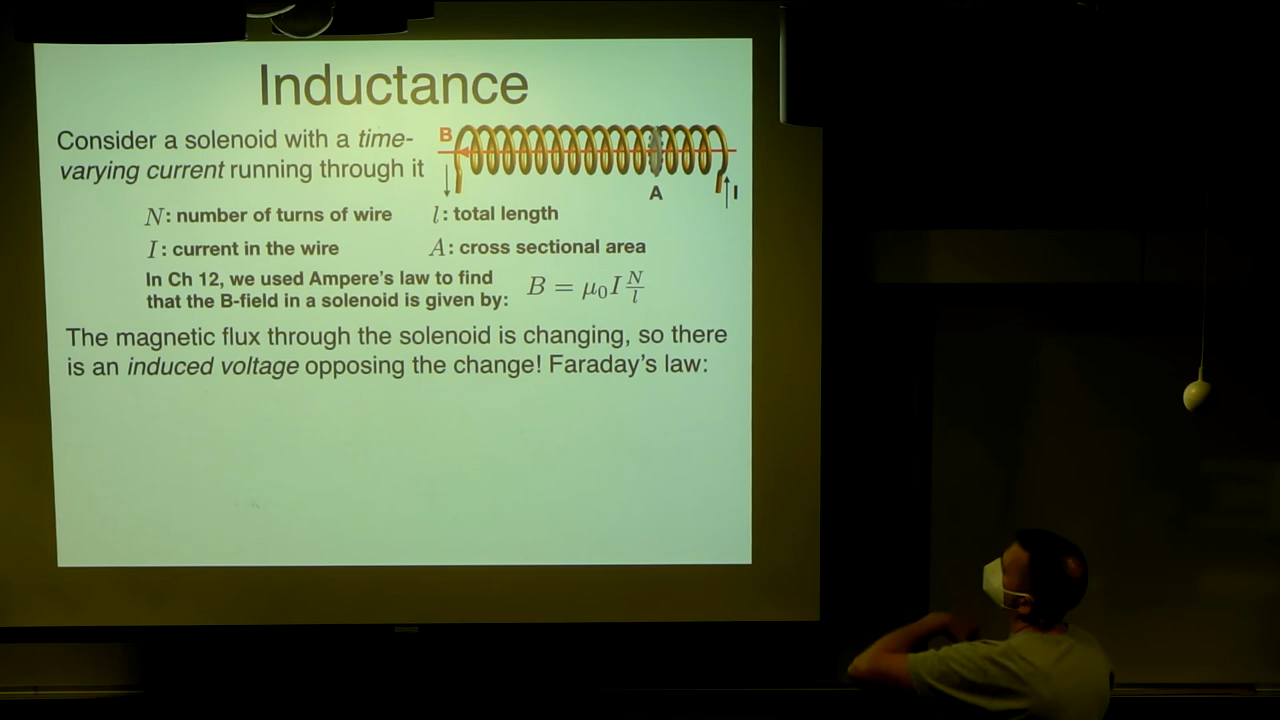 Inductance
Consider a solenoid with a time-
varying current running through it
B
A
I
N: number of turns of wire
l: total length
I: current in the wire
A: cross sectional area
In Ch 12, we used Ampere's law to find
that the B-field in a solenoid is given by:
B = μ₀I N/l
The magnetic flux through the solenoid is changing, so there
is an induced voltage opposing the change! Faraday's law: